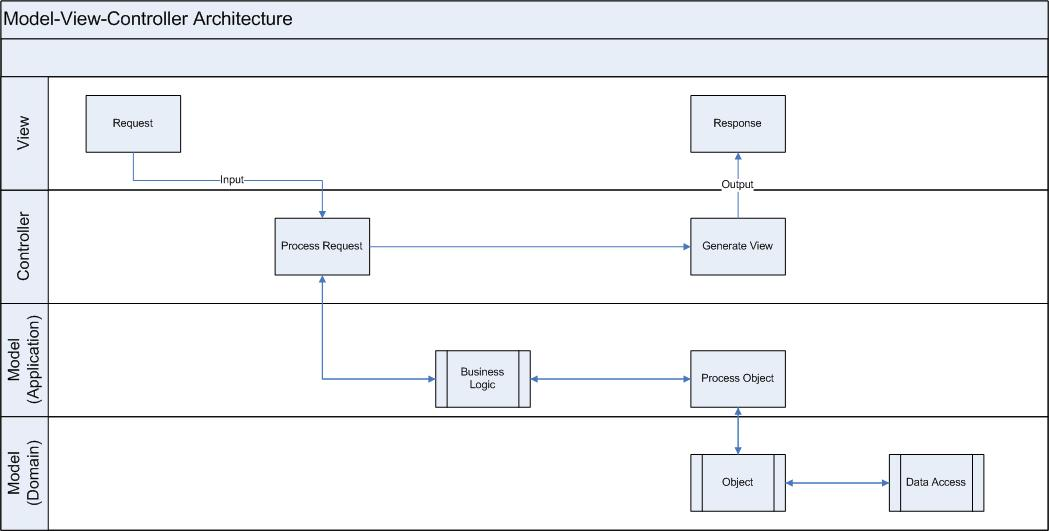 Model-View-Controller Architecture
View
Request
Response
Input
Output
Controller
Process Request
Generate View
Model
(Application)
Business
Logic
Process Object
Model
(Domain)
Object
Data Access